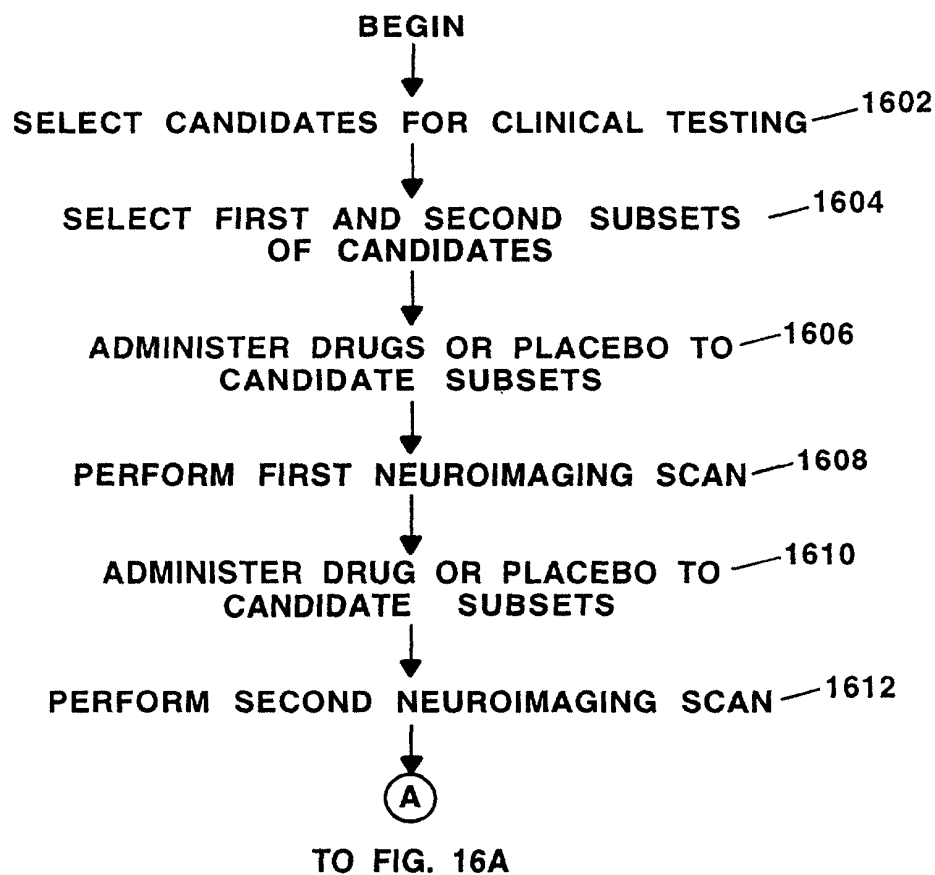 BEGIN
SELECT CANDIDATES FOR CLINICAL TESTING 1602
SELECT FIRST AND SECOND SUBSETS 1604
OF CANDIDATES
ADMINISTER DRUGS OR PLACEBO TO 1606
CANDIDATE SUBSETS
PERFORM FIRST NEUROIMAGING SCAN 1608
ADMINISTER DRUG OR PLACEBO TO 1610
CANDIDATE SUBSETS
PERFORM SECOND NEUROIMAGING SCAN 1612
A
TO FIG. 16A